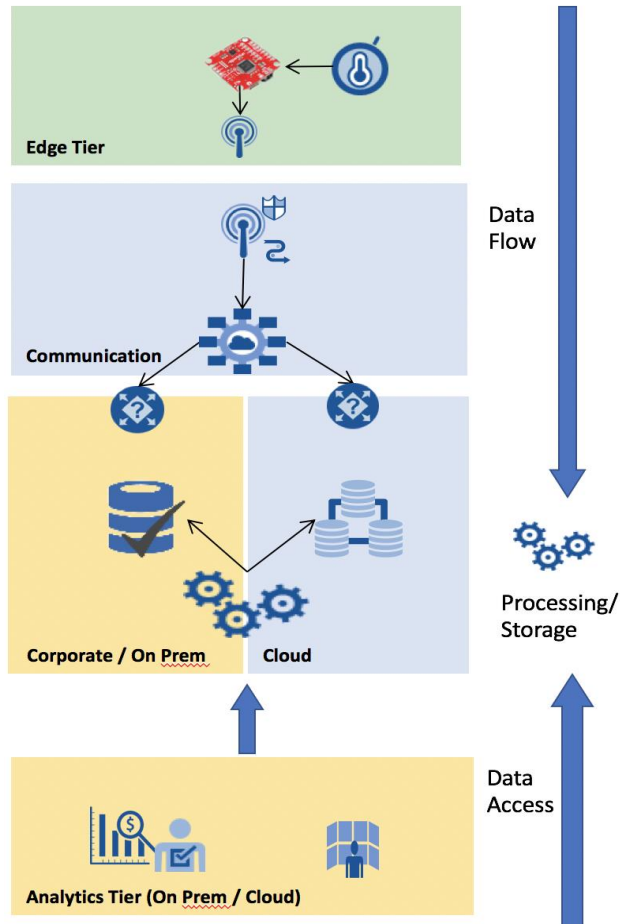 Edge Tier
Data
Flow
Communication
?
?
Processing/
Storage
Corporate / On Prem
Cloud
Data
Access
$
Analytics Tier (On Prem / Cloud)